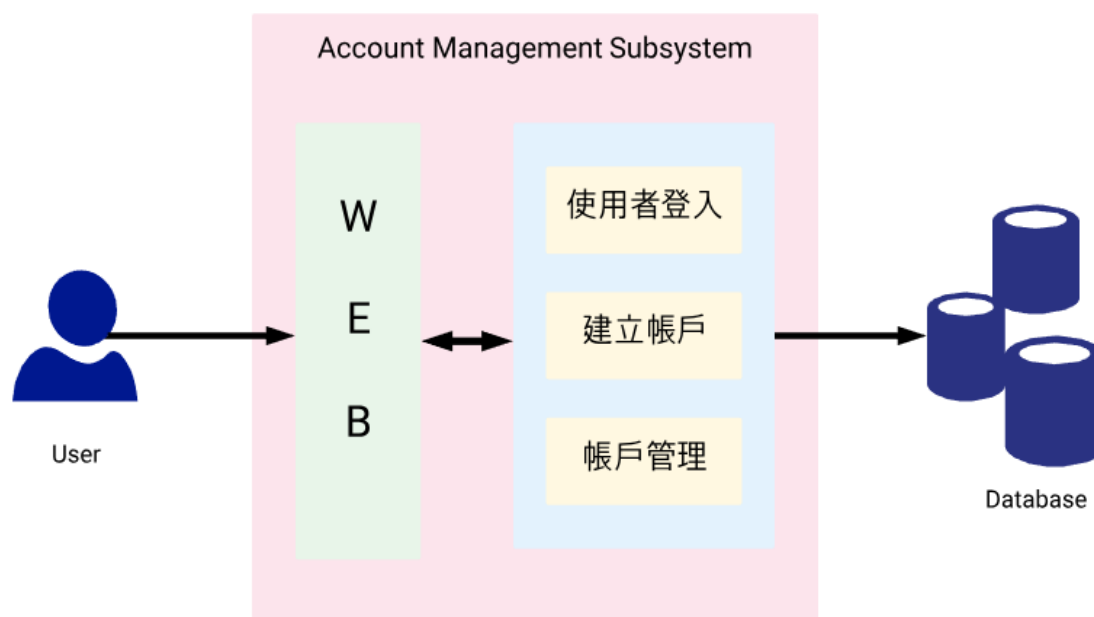 Account Management Subsystem
W
E
B
使用者登入
建立帳戶
帳戶管理
User
Database